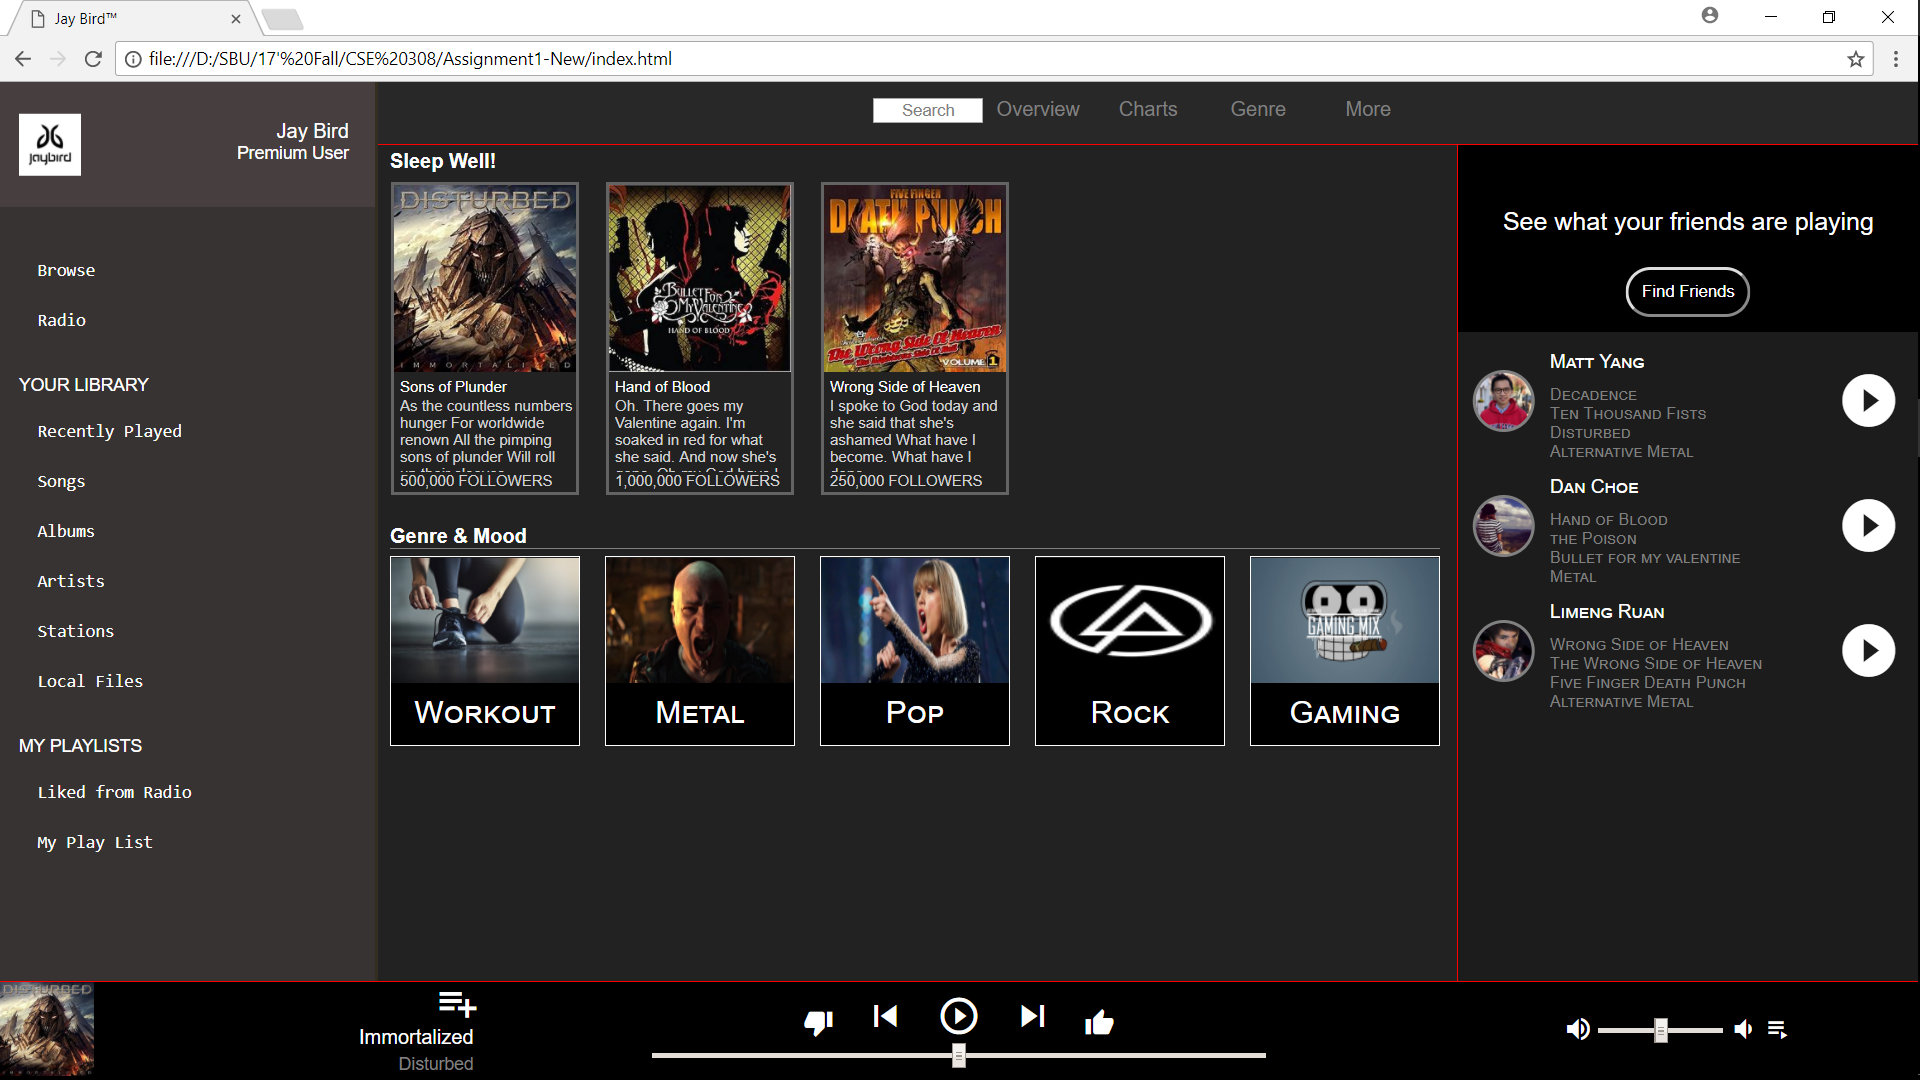 Jay Bird™
file:///D:/SBU/17'%20Fall/CSE%20308/Assignment1-New/index.html
jaybird
Jay Bird
Premium User
Search
Overview
Charts
Genre
More
Browse
Radio
YOUR LIBRARY
Recently Played
Songs
Albums
Artists
Stations
Local Files
MY PLAYLISTS
Liked from Radio
My Play List
Sleep Well!
DISTURBED
IMMORTALIZED
Sons of Plunder
As the countless numbers
hunger For worldwide
renown All the pimping
sons of plunder Will roll
up their sleeves
500,000 FOLLOWERS
BULLET FOR
MY VALENTINE
HAND OF BLOOD
Hand of Blood
Oh. There goes my
Valentine again. I'm
soaked in red for what
she said. And now she's
gone. Oh my God have I
1,000,000 FOLLOWERS
FIVE FINGER
DEATH PUNCH
The Wrong Side Of Heaven
VOLUME 1
Wrong Side of Heaven
I spoke to God today and
she said that she's
ashamed What have I
become. What have I
done
250,000 FOLLOWERS
Genre & Mood
WORKOUT
METAL
POP
ROCK
GAMING MIX
GAMING
See what your friends are playing
Find Friends
MATT YANG
DECADENCE
TEN THOUSAND FISTS
DISTURBED
ALTERNATIVE METAL
DAN CHOE
HAND OF BLOOD
THE POISON
BULLET FOR MY VALENTINE
METAL
LIMENG RUAN
WRONG SIDE OF HEAVEN
THE WRONG SIDE OF HEAVEN
FIVE FINGER DEATH PUNCH
ALTERNATIVE METAL
DISTURBED
Immortalized
Disturbed